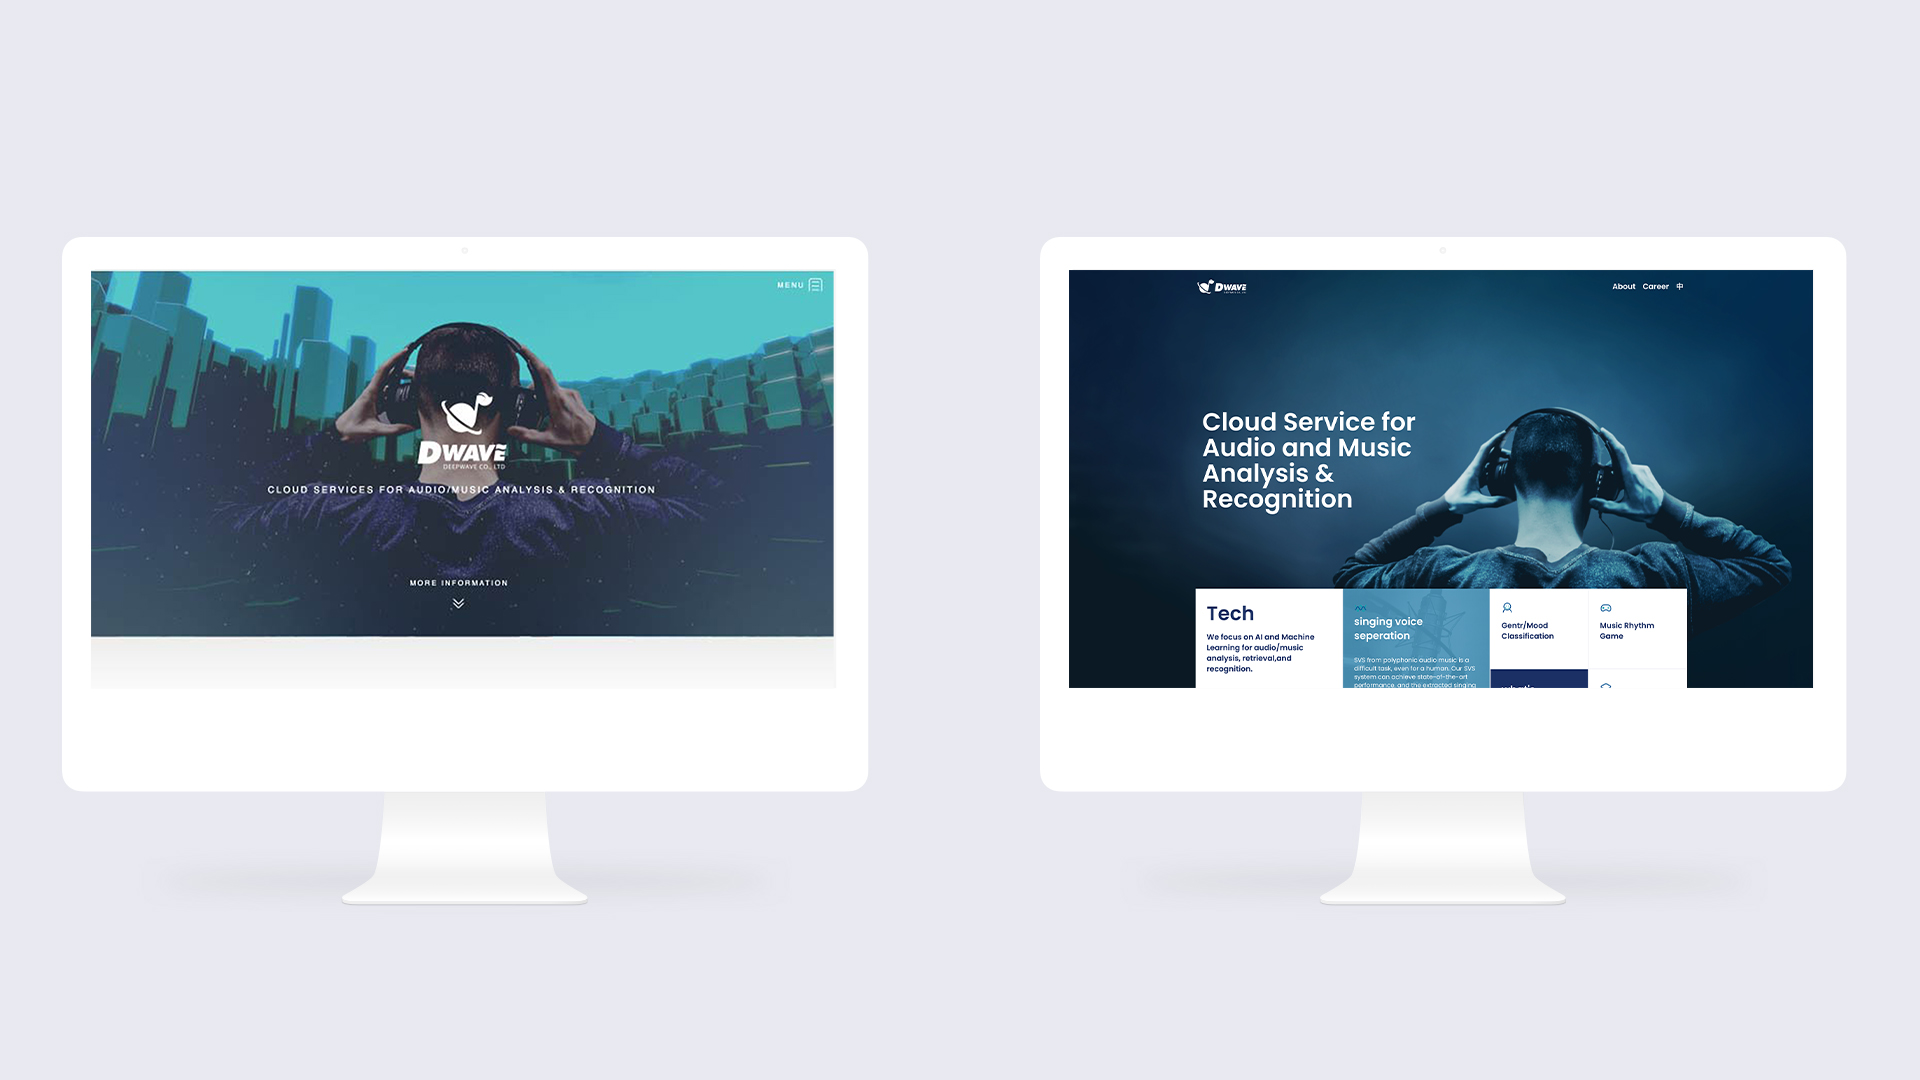 MENU
DWAVE
DEEPWAVE CO., LTD
CLOUD SERVICES FOR AUDIO/MUSIC ANALYSIS & RECOGNITION
MORE INFORMATION
DWAVE
About Career 中
Cloud Service for
Audio and Music
Analysis &
Recognition
Tech
We focus on AI and Machine
Learning for audio/music
analysis, retrieval,and
recognition.
singing voice
seperation
SVS from polyphonic audio music is a
difficult task, even for a human. Our SVS
system can achieve state-of-the-art
performance, and the extracted singing
Gentr/Mood
Classification
Music Rhythm
Game